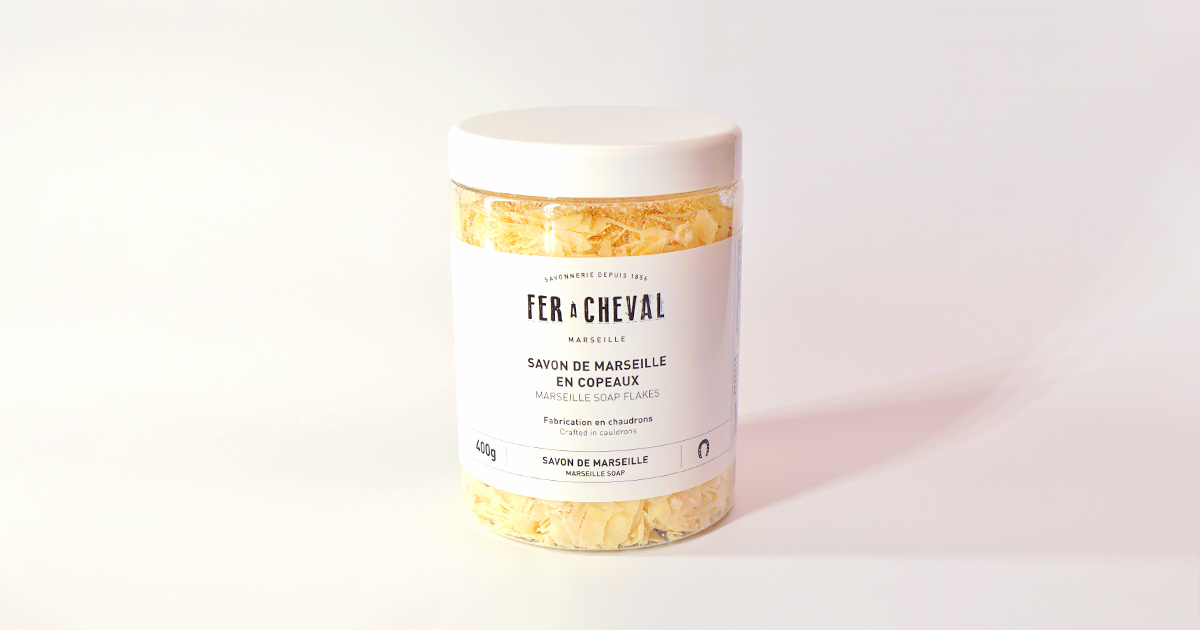 SAVONNERIE DEPUIS 1856
FER À CHEVAL
MARSEILLE
SAVON DE MARSEILLE
EN COPEAUX
MARSEILLE SOAP FLAKES
Fabrication en chaudrons
Crafted in cauldrons
400g
SAVON DE MARSEILLE
MARSEILLE SOAP